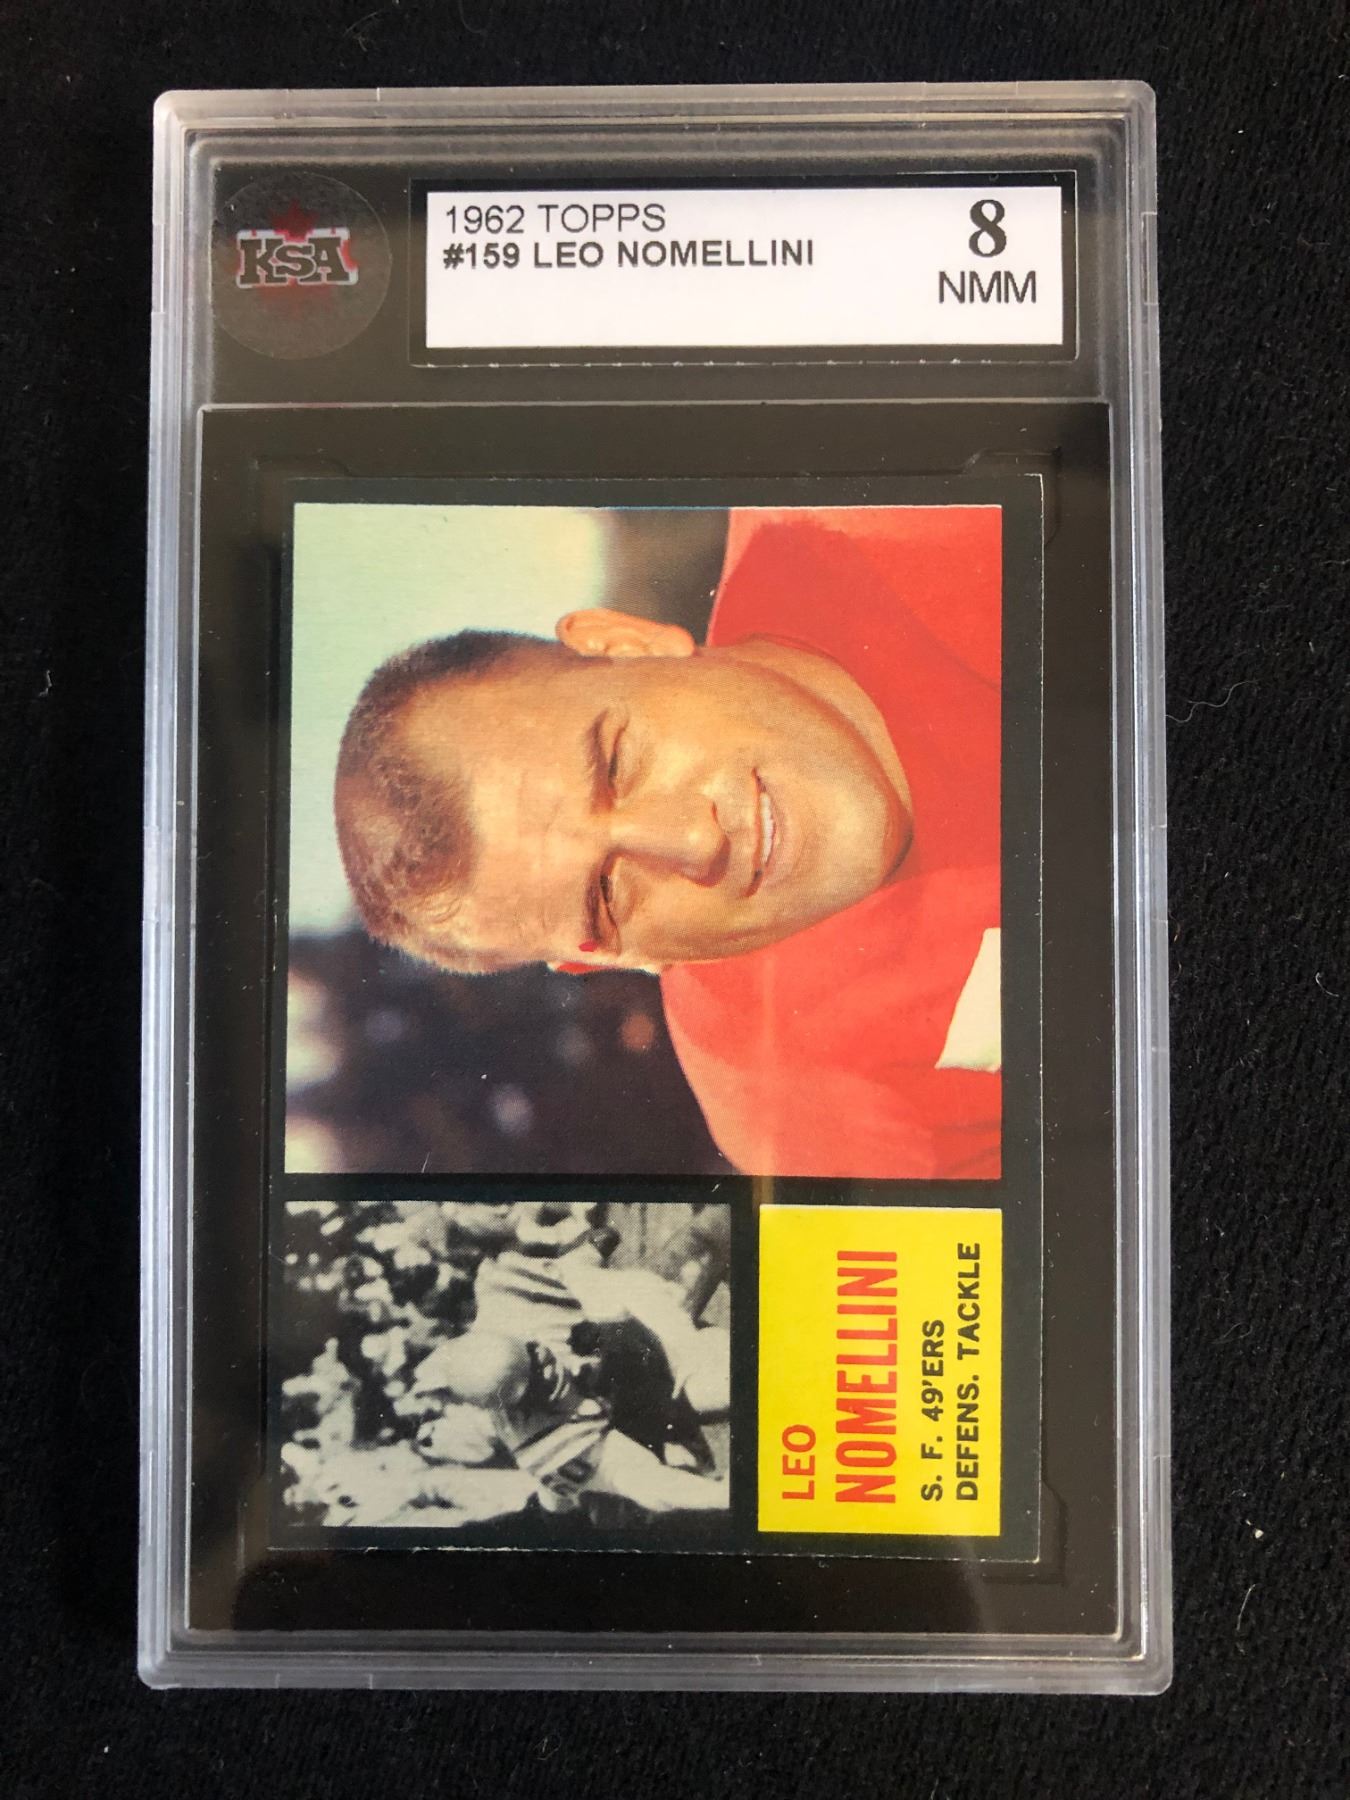 KSA
1962 TOPPS
#159 LEO NOMELLINI
8
NMM
LEO
NOMELLINI
S. F. 49'ERS
DEFENS. TACKLE